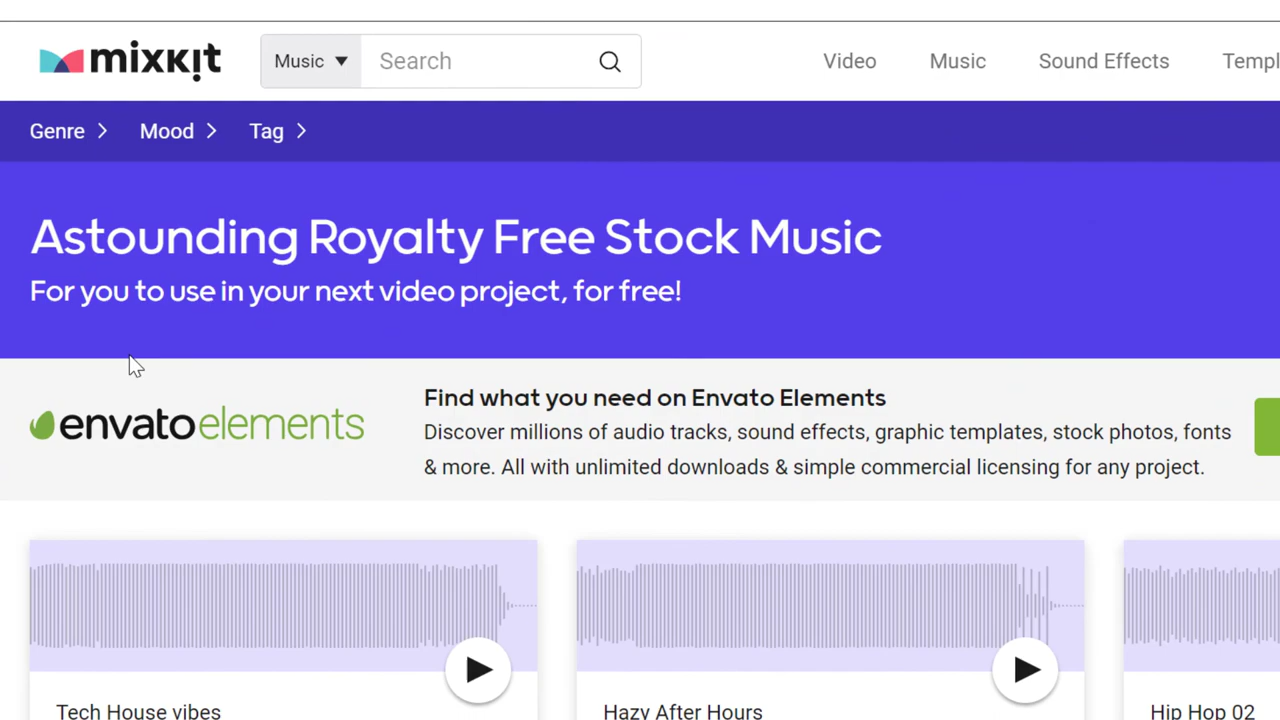 mixkit
Music
Search
Video
Music
Sound Effects
Templ
Genre
Mood
Tag
Astounding Royalty Free Stock Music
For you to use in your next video project, for free!
envato elements
Find what you need on Envato Elements
Discover millions of audio tracks, sound effects, graphic templates, stock photos, fonts
& more. All with unlimited downloads & simple commercial licensing for any project.
Tech House vibes
Hazy After Hours
Hip Hop 02